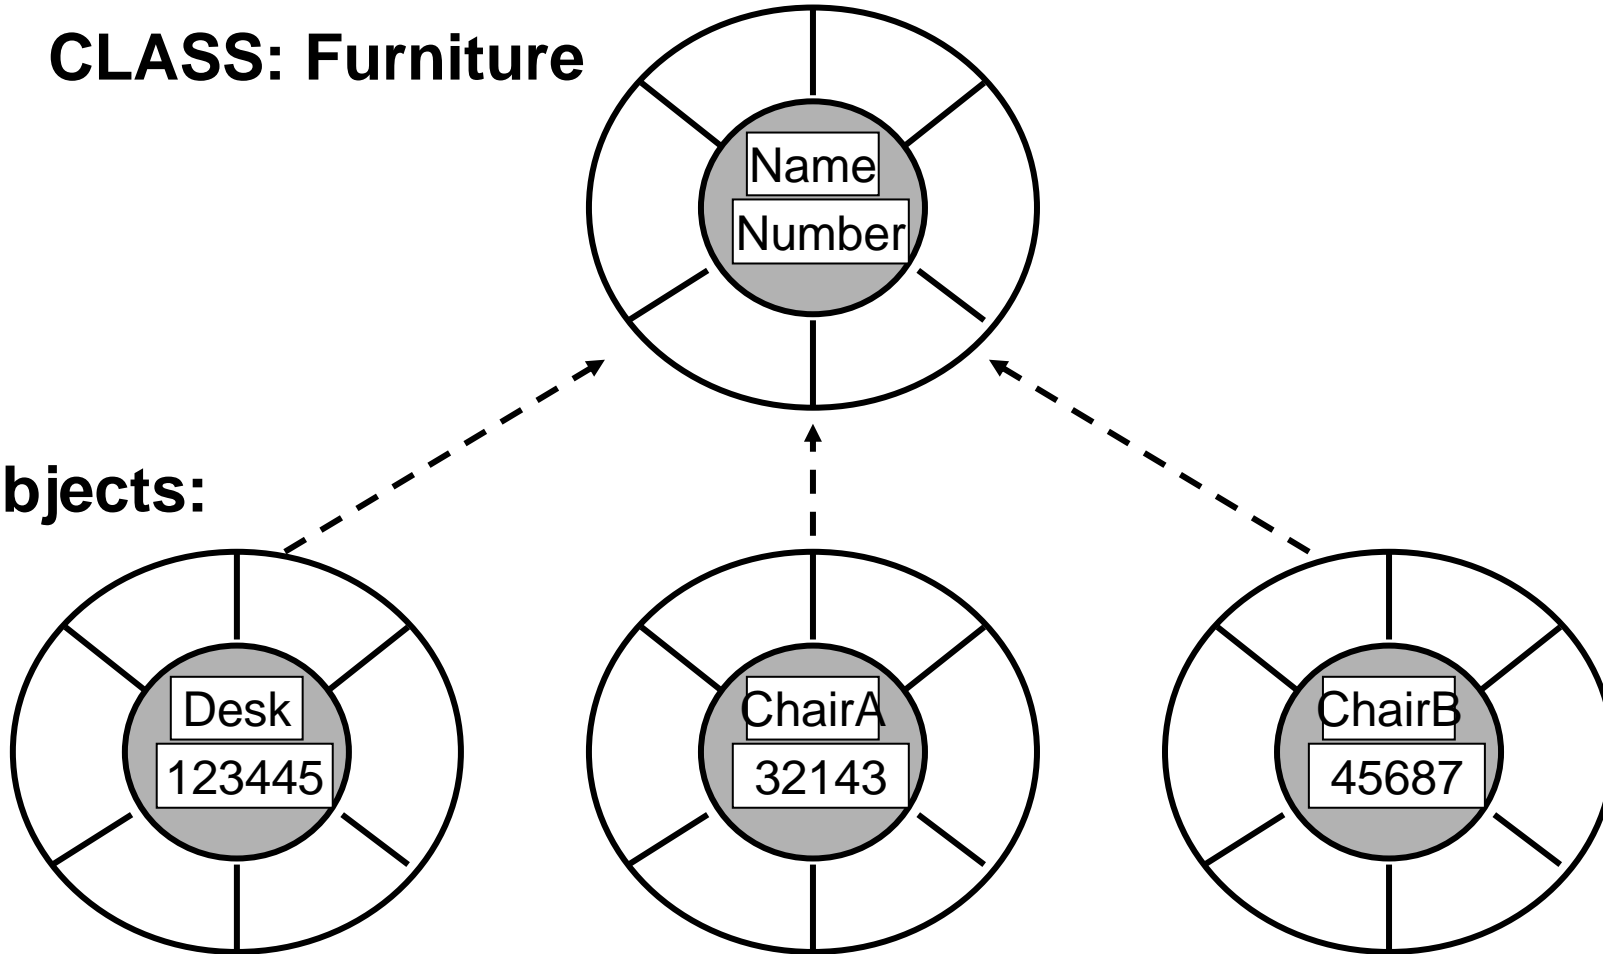 CLASS: Furniture
Name
Number
bjects:
Desk
123445
ChairA
32143
ChairB
45687